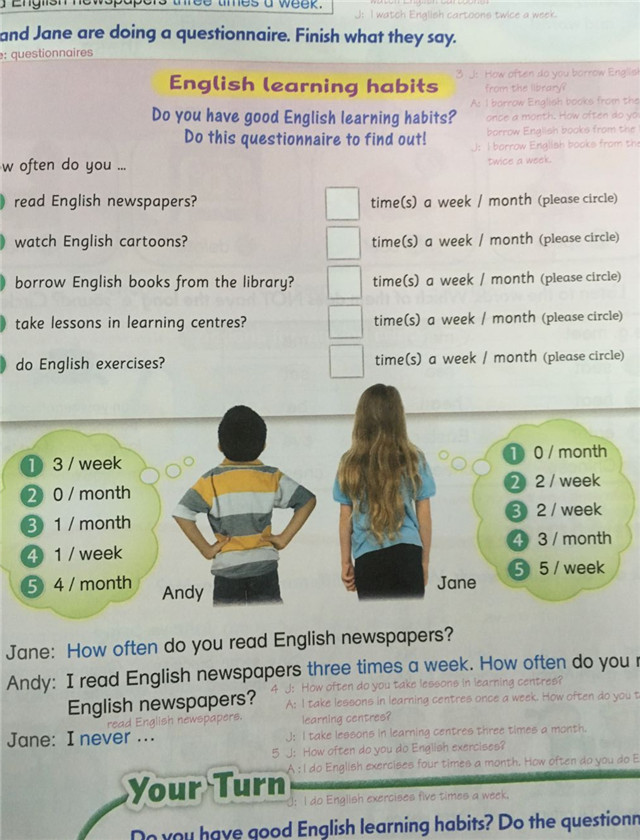 English newspapers three times a week.
J: I watch English cartoons twice a week.
and Jane are doing a questionnaire. Finish what they say.
e: questionnaires
English learning habits
Do you have good English learning habits?
Do this questionnaire to find out!
3 J: How often do you borrow English
from the library?
A: I borrow English books from the
once a month. How often do you
borrow English books from the
J: I borrow English books from the
twice a week.
w often do you ...
read English newspapers? time(s) a week / month (please circle)
watch English cartoons? time(s) a week / month (please circle)
borrow English books from the library? time(s) a week / month (please circle)
take lessons in learning centres? time(s) a week / month (please circle)
do English exercises? time(s) a week / month (please circle)
1 3 / week
2 0 / month
3 1 / month
4 1 / week
5 4 / month
Andy
1 0 / month
2 2 / week
3 2 / week
4 3 / month
5 5 / week
Jane
Jane: How often do you read English newspapers?
Andy: I read English newspapers three times a week. How often do you r
English newspapers?
read English newspapers.
Jane: I never ...
4 J: How often do you take lessons in learning centres?
A: I take lessons in learning centres once a week. How often do you t
learning centres?
J: I take lessons in learning centres three times a month.
5 J: How often do you do English exercises?
A : I do English exercises four times a month. How often do you do E
J: I do English exercises five times a week.
Your Turn
Do you have good English learning habits? Do the questionn